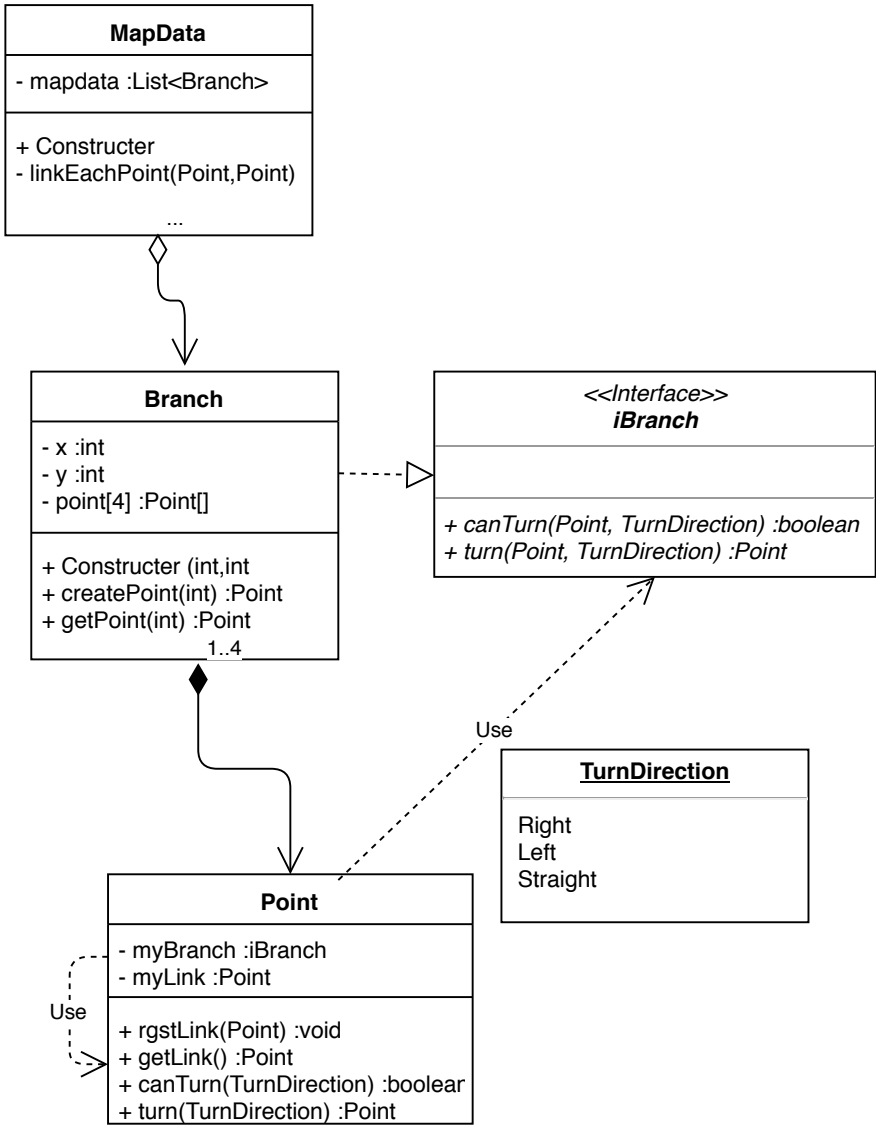 MapData
- mapdata :List<Branch>
+ Constructer
- linkEachPoint(Point,Point)
...
Branch
- x :int
- y :int
- point[4] :Point[]
+ Constructer (int,int
+ createPoint(int) :Point
+ getPoint(int) :Point
1..4
<<Interface>>
iBranch
+ canTurn(Point, TurnDirection) :boolean
+ turn(Point, TurnDirection) :Point
Use
TurnDirection
Right
Left
Straight
Point
- myBranch :iBranch
- myLink :Point
Use
+ rgstLink(Point) :void
+ getLink() :Point
+ canTurn(TurnDirection) :boolean
+ turn(TurnDirection) :Point